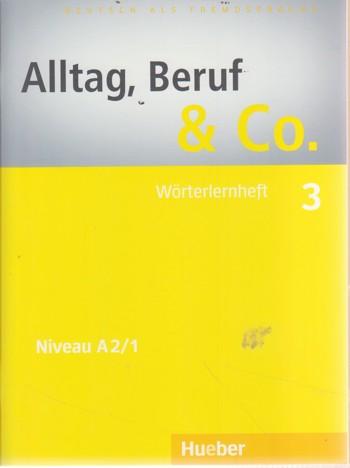 DEUTSCH ALS FREMDSPRACHE
Alltag, Beruf
& Co.
Wörterlernheft 3
Niveau A2/1
Hueber